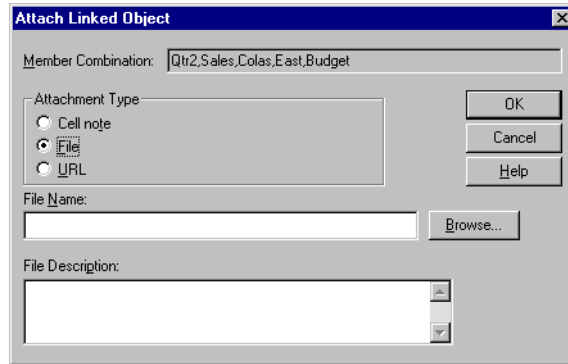 Attach Linked Object
Member Combination: Qtr2,Sales,Colas,East,Budget
Attachment Type
Cell note
File
URL
OK
Cancel
Help
File Name:
Browse...
File Description: